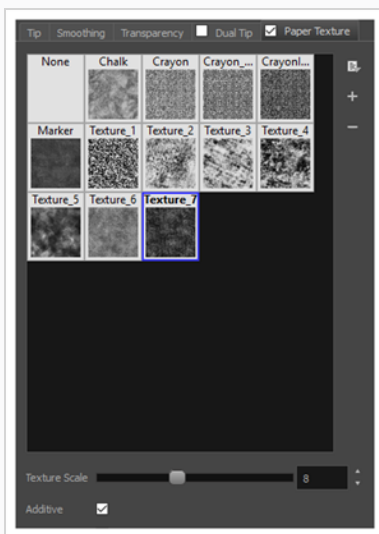 Tip Smoothing Transparency Dual Tip Paper Texture
None Chalk Crayon Crayon_... Crayonl...
Marker Texture_1 Texture_2 Texture_3 Texture_4
Texture_5 Texture_6 Texture_7
Texture Scale 8
Additive